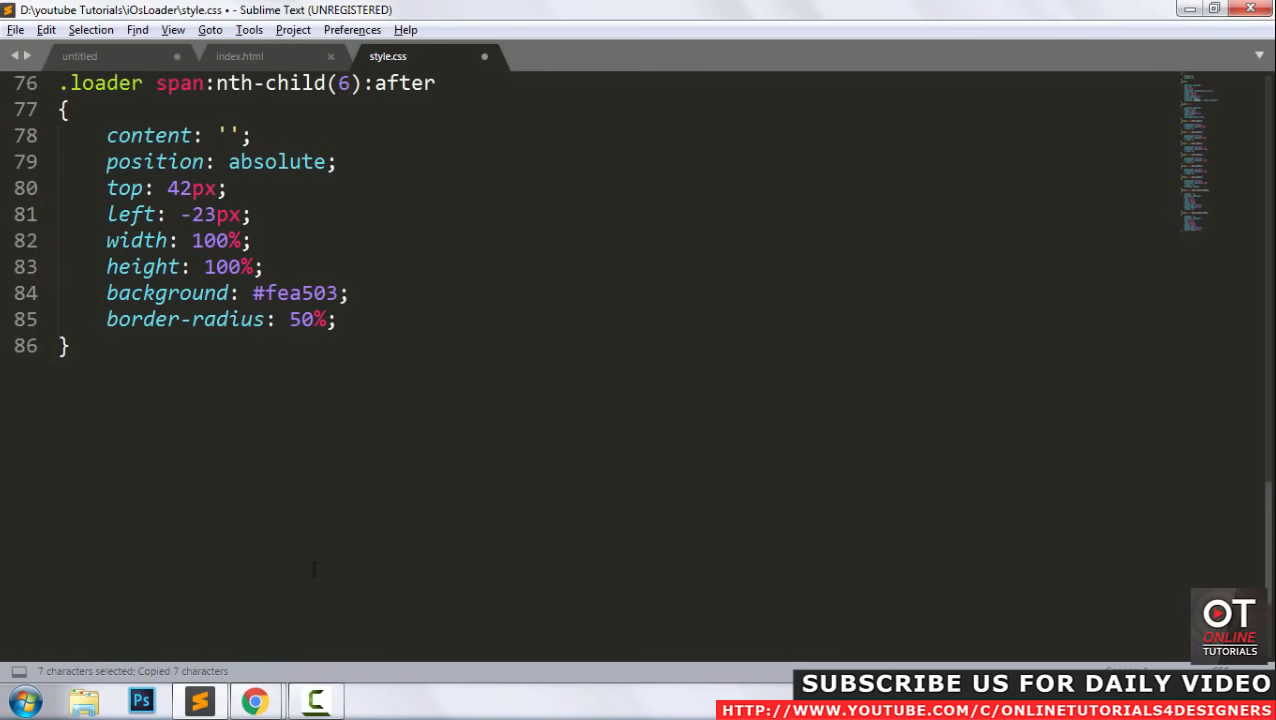 D:\youtube Tutorials\iOsLoader\style.css • - Sublime Text (UNREGISTERED)
File Edit Selection Find View Goto Tools Project Preferences Help
untitled index.html style.css
76 .loader span:nth-child(6):after
77 {
78 content: '';
79 position: absolute;
80 top: 42px;
81 left: -23px;
82 width: 100%;
83 height: 100%;
84 background: #fea503;
85 border-radius: 50%;
86 }
OT
ONLINE
TUTORIALS
7 characters selected; Copied 7 characters
Ps
SUBSCRIBE US FOR DAILY VIDEO
HTTP://WWW.YOUTUBE.COM/C/ONLINETUTORIALS4DESIGNERS